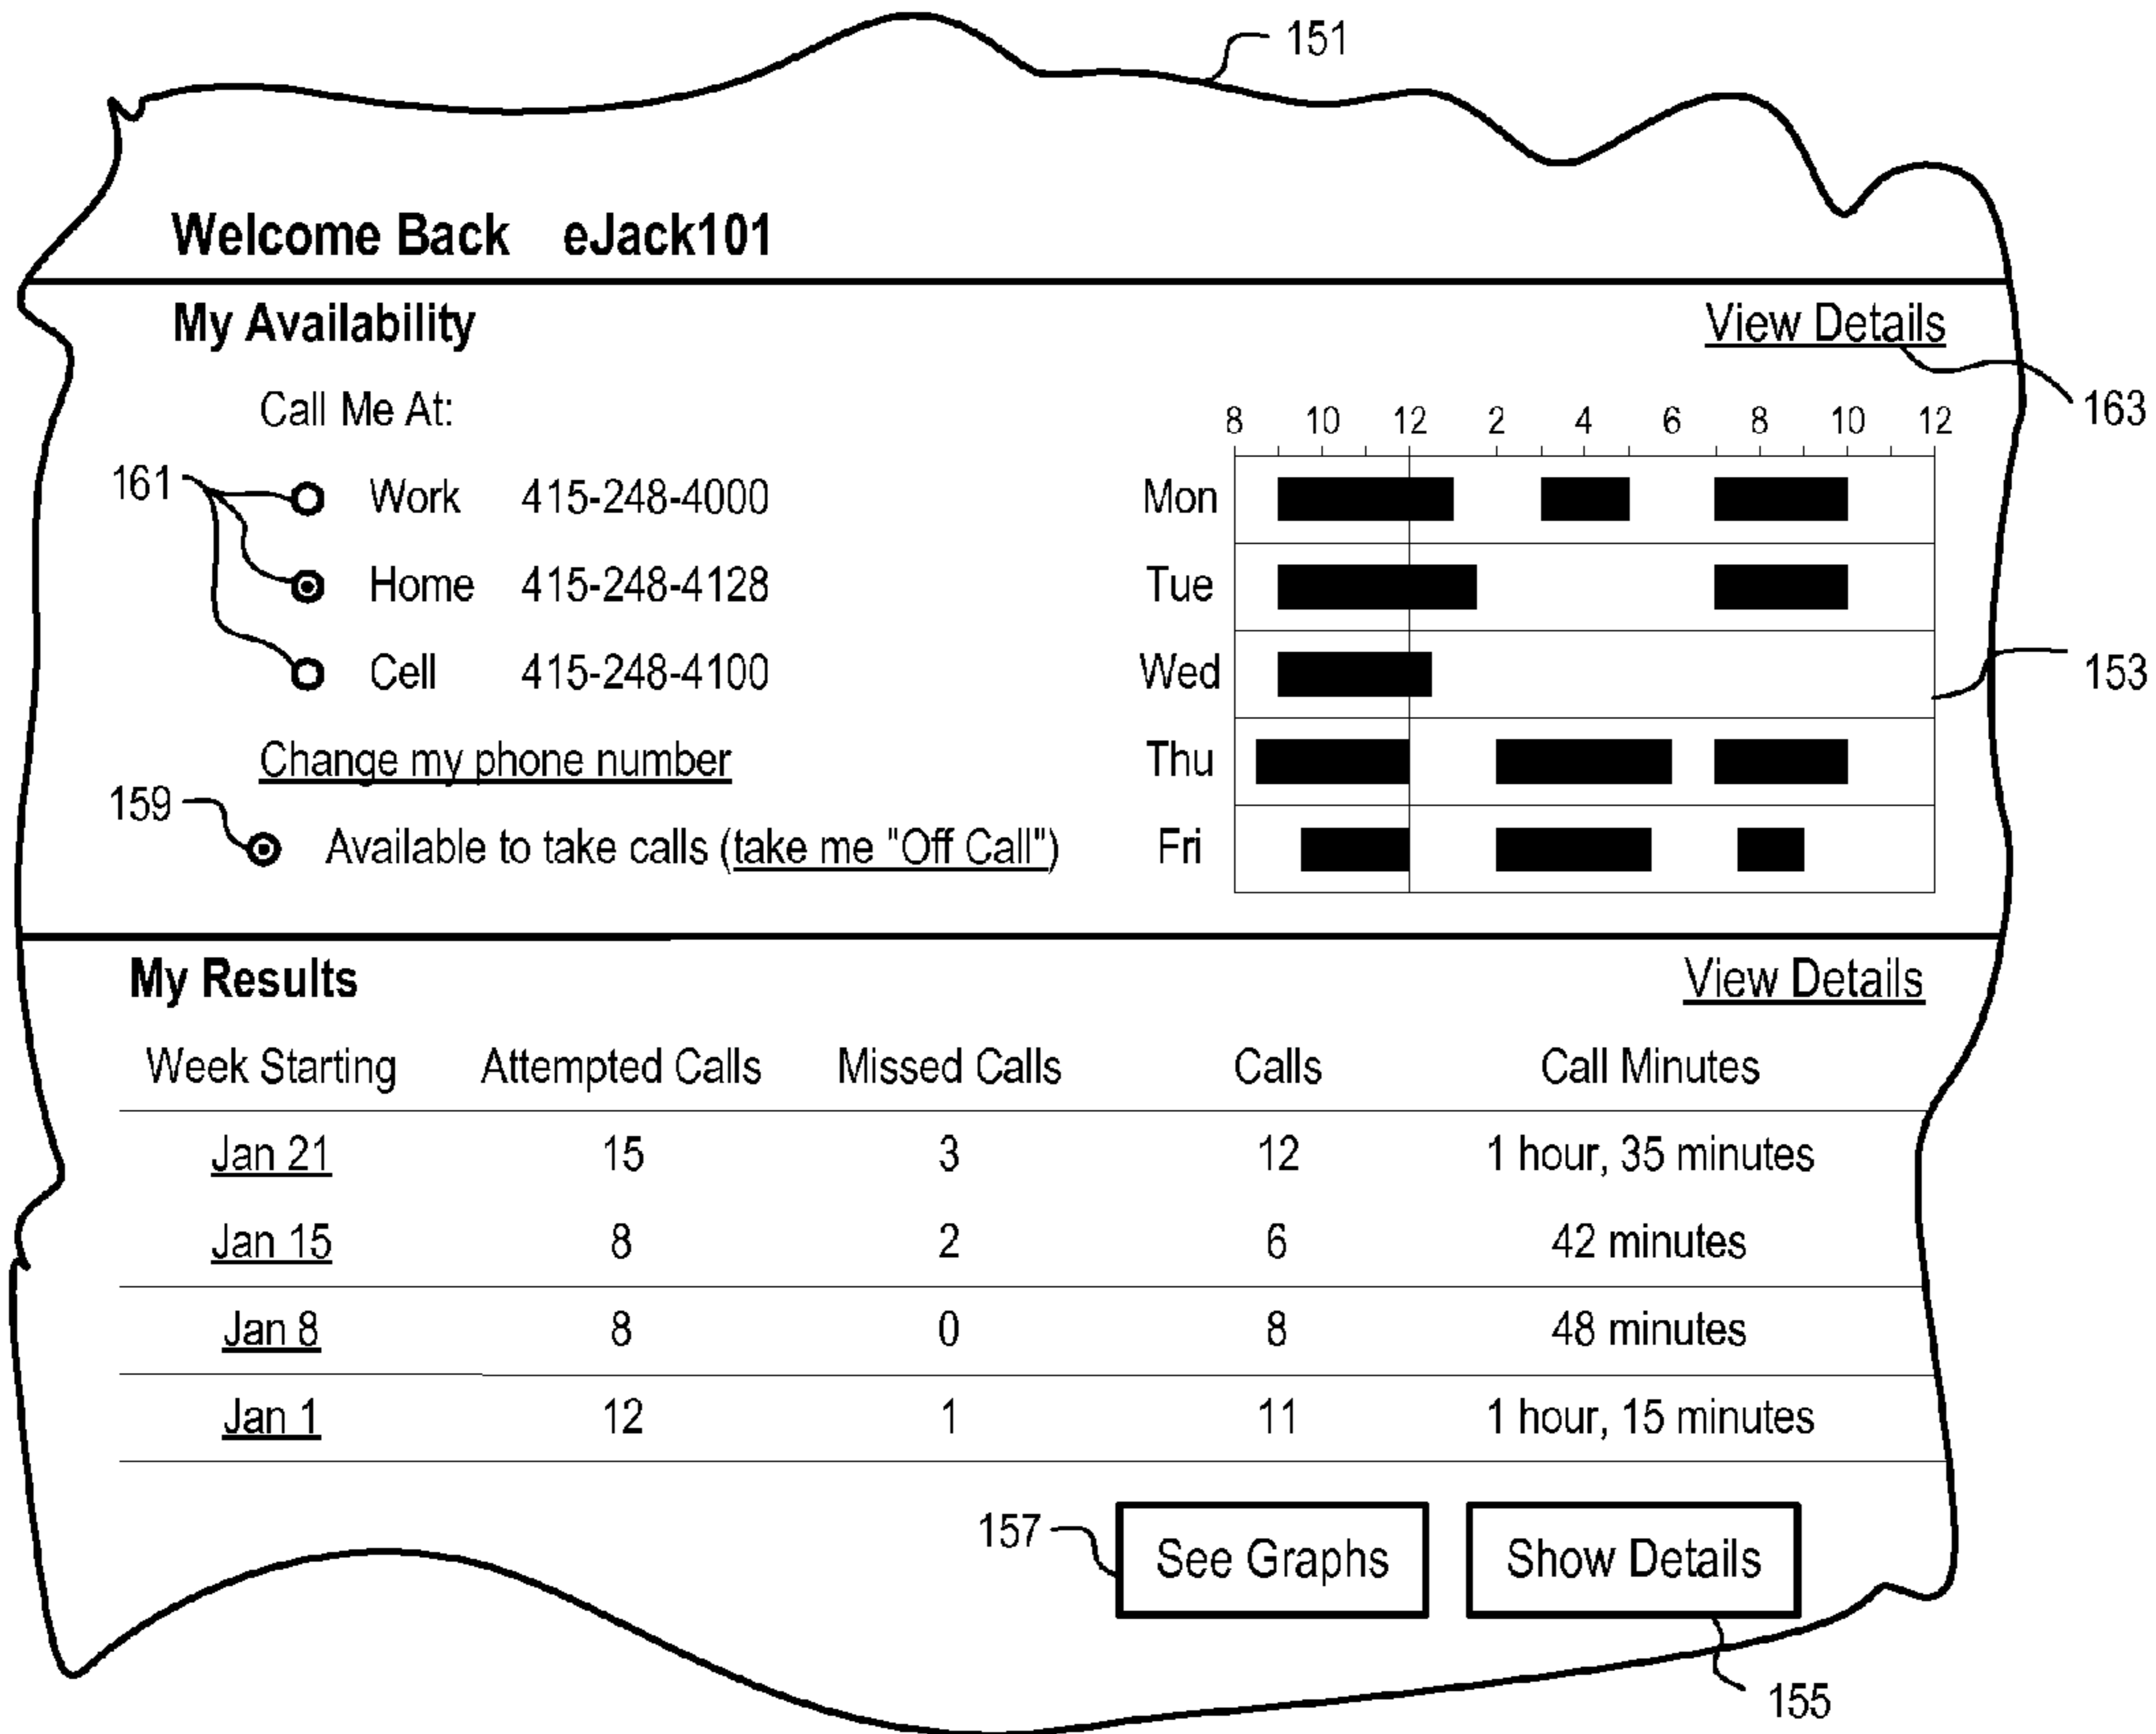 151
Welcome Back eJack101
My Availability View Details
163
Call Me At:
8 10 12 2 4 6 8 10 12
161 Work 415-248-4000 Mon
Home 415-248-4128 Tue
Cell 415-248-4100 Wed 153
Change my phone number Thu
159
Available to take calls (take me "Off Call") Fri
My Results View Details
Week Starting Attempted Calls Missed Calls Calls Call Minutes
Jan 21 15 3 12 1 hour, 35 minutes
Jan 15 8 2 6 42 minutes
Jan 8 8 0 8 48 minutes
Jan 1 12 1 11 1 hour, 15 minutes
157 See Graphs Show Details
155